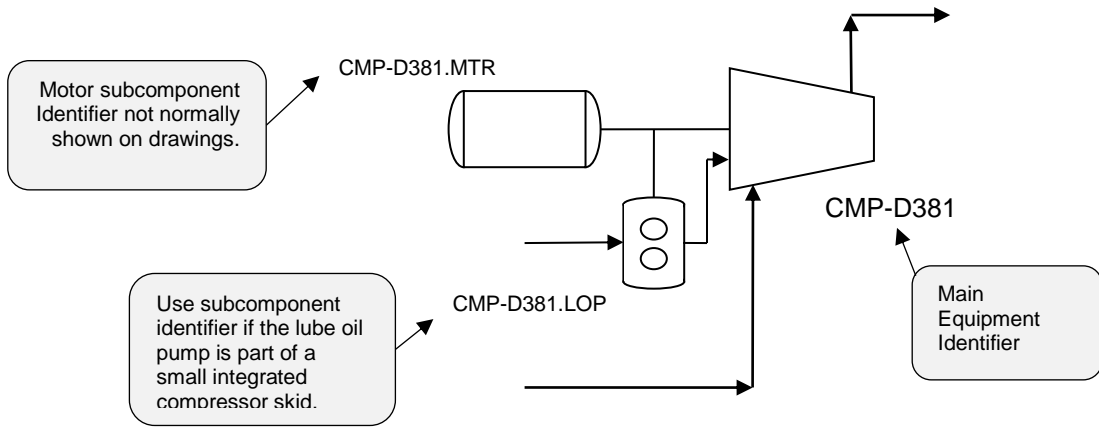 CMP-D381.MTR
Motor subcomponent
Identifier not normally
shown on drawings.
CMP-D381
CMP-D381.LOP
Use subcomponent
identifier if the lube oil
pump is part of a
small integrated
compressor skid.
Main
Equipment
Identifier